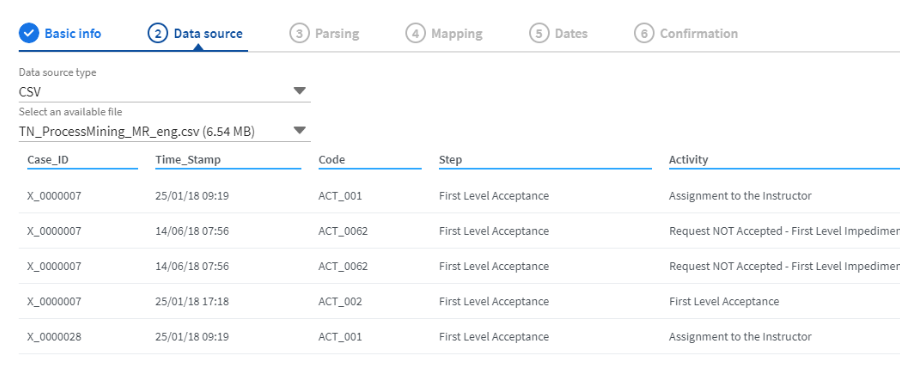 Basic info 2 Data source 3 Parsing 4 Mapping 5 Dates 6 Confirmation
Data source type
CSV
Select an available file
TN_ProcessMining_MR_eng.csv (6.54 MB)
Case_ID Time_Stamp Code Step Activity
X_0000007 25/01/18 09:19 ACT_001 First Level Acceptance Assignment to the Instructor
X_0000007 14/06/18 07:56 ACT_0062 First Level Acceptance Request NOT Accepted - First Level Impedimen
X_0000007 14/06/18 07:56 ACT_0062 First Level Acceptance Request NOT Accepted - First Level Impedimen
X_0000007 25/01/18 17:18 ACT_002 First Level Acceptance First Level Acceptance
X_0000028 25/01/18 09:19 ACT_001 First Level Acceptance Assignment to the Instructor